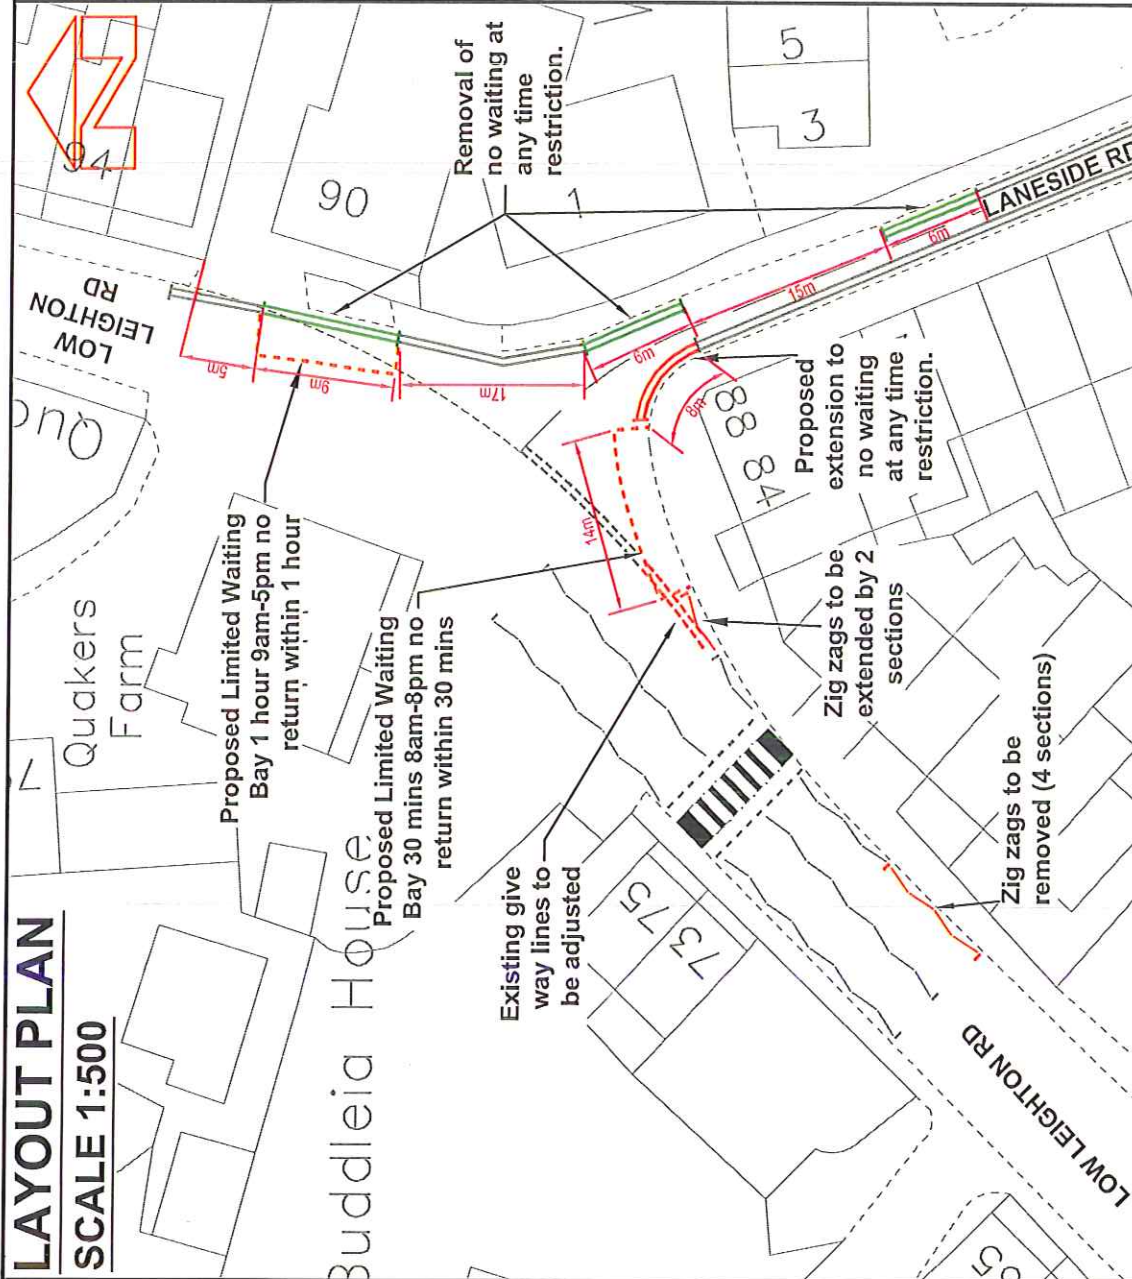 LAYOUT PLAN
SCALE 1:500
N
94
90
1
5
3
Removal of
no waiting at
any time
restriction.
LOW
LEIGHTON
RD
LANESIDE RD
5m
9m
17m
6m
15m
6m
8m
14m
Quakers
Farm
Proposed Limited Waiting
Bay 1 hour 9am-5pm no
return within 1 hour
Proposed Limited Waiting
Bay 30 mins 8am-8pm no
return within 30 mins
88
84
Proposed
extension to
no waiting
at any time
restriction.
Zig zags to be
extended by 2
sections
Existing give
way lines to
be adjusted
Zig zags to be
removed (4 sections)
Buddleia House
75
73
LOW LEIGHTON RD